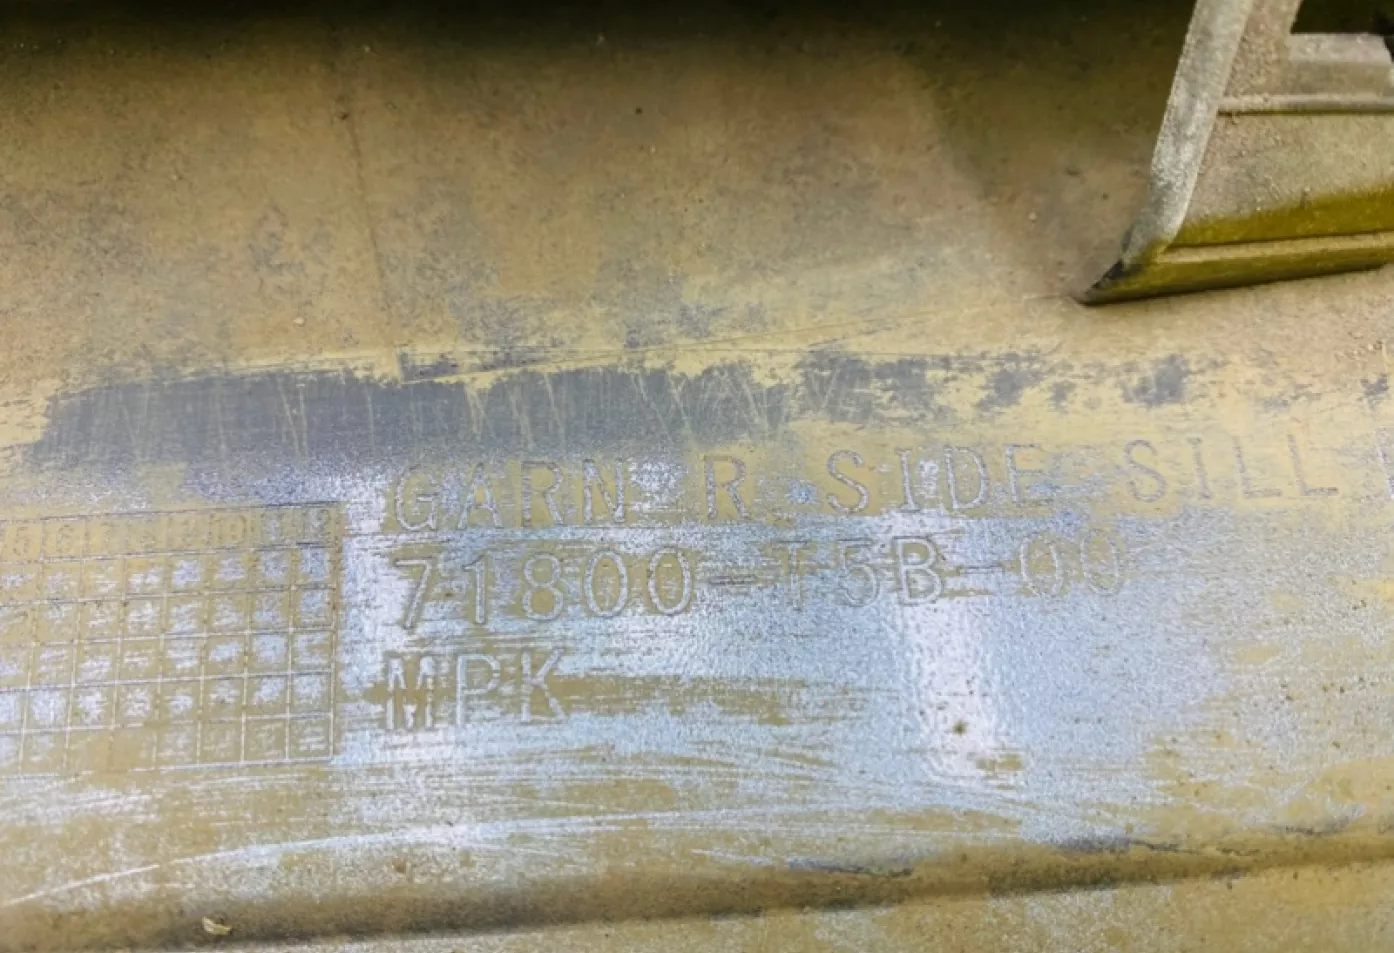 GARN R SIDE SILL
71800-T5B-00
MPK